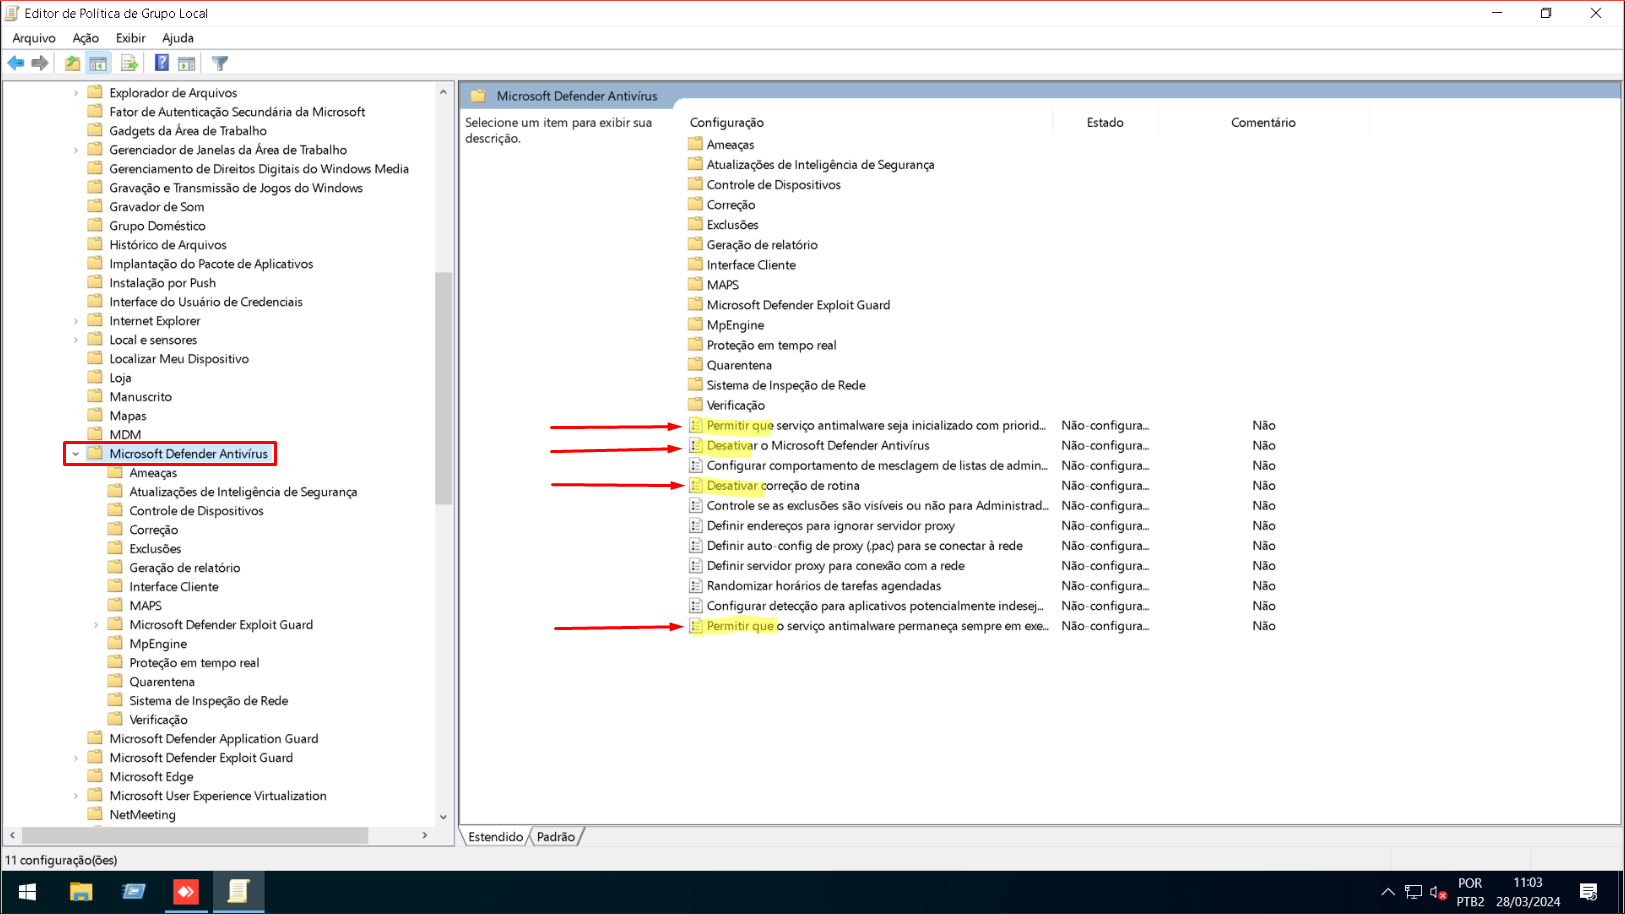 Editor de Política de Grupo Local
Arquivo Ação Exibir Ajuda
Explorador de Arquivos
Fator de Autenticação Secundária da Microsoft
Gadgets da Área de Trabalho
Gerenciador de Janelas da Área de Trabalho
Gerenciamento de Direitos Digitais do Windows Media
Gravação e Transmissão de Jogos do Windows
Gravador de Som
Grupo Doméstico
Histórico de Arquivos
Implantação do Pacote de Aplicativos
Instalação por Push
Interface do Usuário de Credenciais
Internet Explorer
Local e sensores
Localizar Meu Dispositivo
Loja
Manuscrito
Mapas
MDM
Microsoft Defender Antivírus
Ameaças
Atualizações de Inteligência de Segurança
Controle de Dispositivos
Correção
Exclusões
Geração de relatório
Interface Cliente
MAPS
Microsoft Defender Exploit Guard
MpEngine
Proteção em tempo real
Quarentena
Sistema de Inspeção de Rede
Verificação
Microsoft Defender Application Guard
Microsoft Defender Exploit Guard
Microsoft Edge
Microsoft User Experience Virtualization
NetMeeting
Microsoft Defender Antivírus
Selecione um item para exibir sua
descrição.
Configuração Estado Comentário
Ameaças
Atualizações de Inteligência de Segurança
Controle de Dispositivos
Correção
Exclusões
Geração de relatório
Interface Cliente
MAPS
Microsoft Defender Exploit Guard
MpEngine
Proteção em tempo real
Quarentena
Sistema de Inspeção de Rede
Verificação
Permitir que serviço antimalware seja inicializado com priorid... Não-configura... Não
Desativar o Microsoft Defender Antivírus Não-configura... Não
Configurar comportamento de mesclagem de listas de admin... Não-configura... Não
Desativar correção de rotina Não-configura... Não
Controle se as exclusões são visíveis ou não para Administrad... Não-configura... Não
Definir endereços para ignorar servidor proxy Não-configura... Não
Definir auto-config de proxy (.pac) para se conectar à rede Não-configura... Não
Definir servidor proxy para conexão com a rede Não-configura... Não
Randomizar horários de tarefas agendadas Não-configura... Não
Configurar detecção para aplicativos potencialmente indesej... Não-configura... Não
Permitir que o serviço antimalware permaneça sempre em exe... Não-configura... Não
Estendido Padrão
11 configuração(ões)
POR 11:03
PTB2 28/03/2024